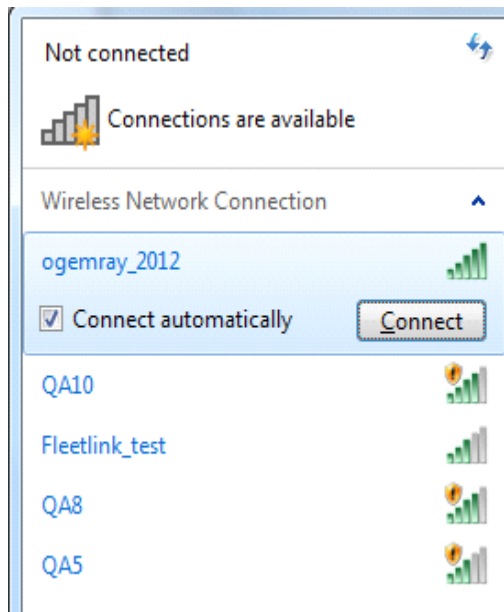 Not connected
Connections are available
Wireless Network Connection
ogemray_2012
Connect automatically
Connect
QA10
Fleetlink_test
QA8
QA5